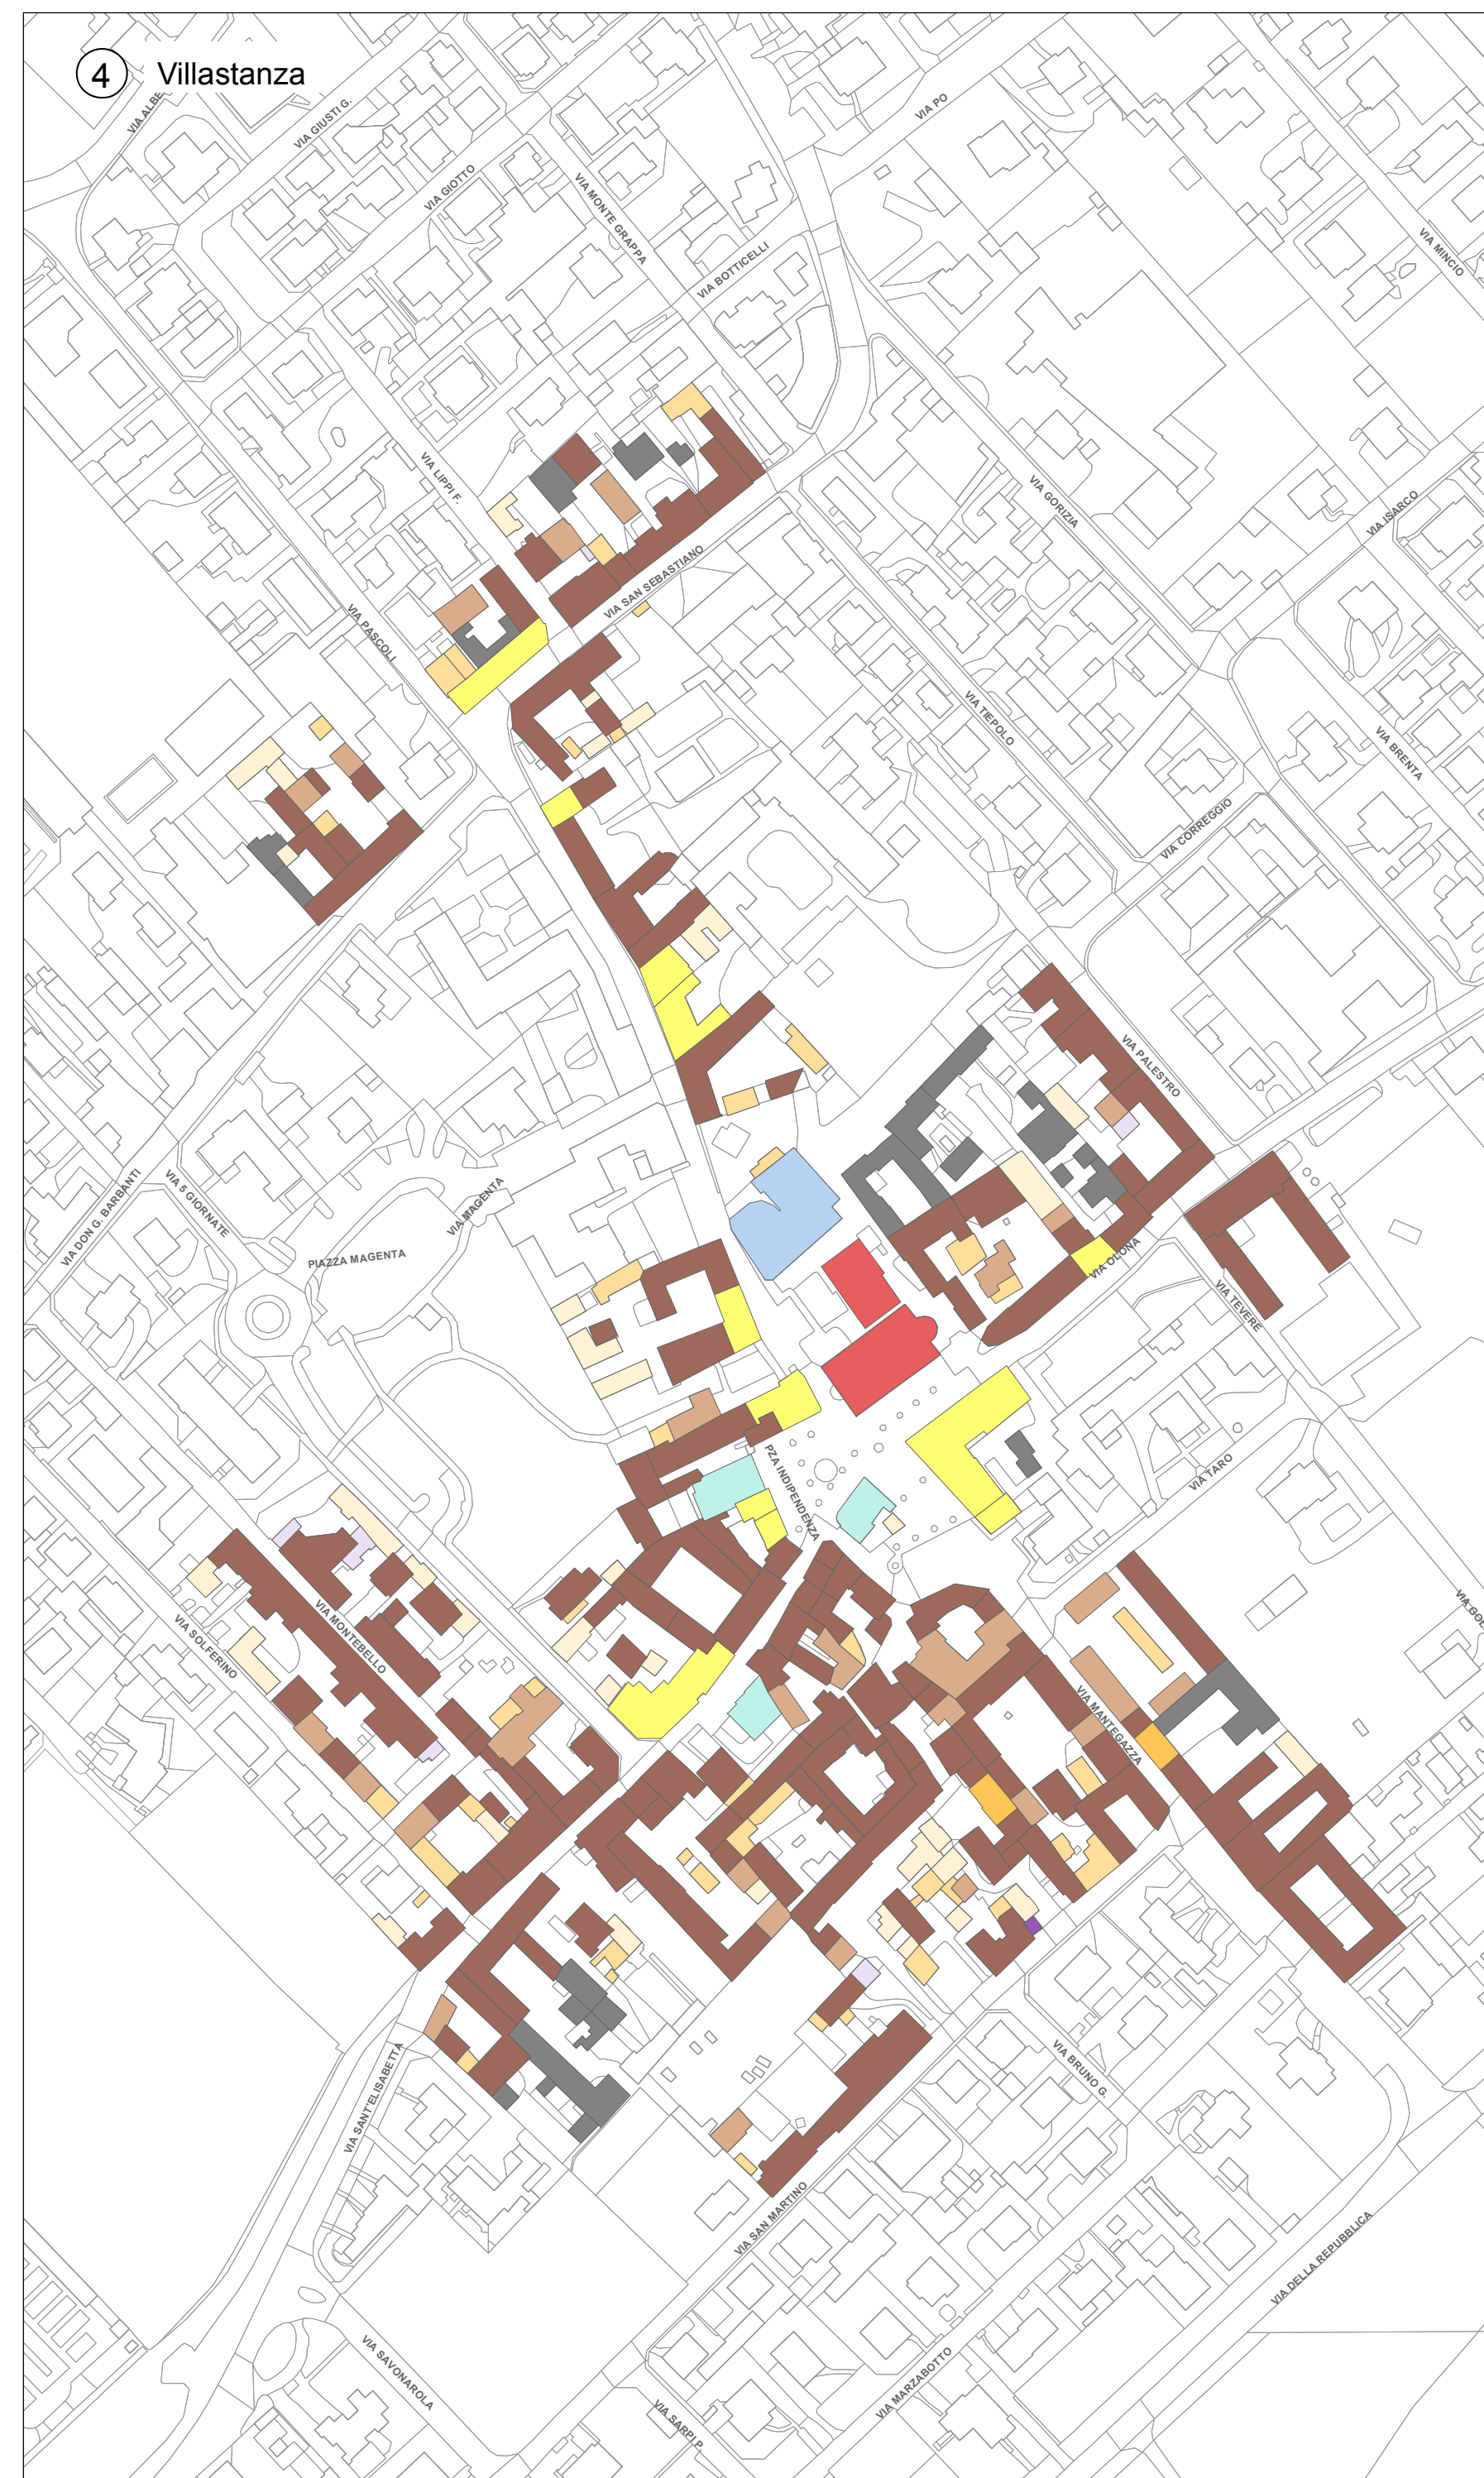 4 Villastanza
VIA GIUSTI G.
VIA PO
VIA GIOTTO
VIA MONTE GRAPPA
VIA BOTTICELLI
VIA MINCIO
VIA LIPPI F.
VIA GORIZIA
VIA ISARCO
VIA SAN SEBASTIANO
VIA PASCOLI
VIA TIEPOLO
VIA BRENTA
VIA CORREGGIO
VIA PALESTRO
VIA DON G. BARBANTI
VIA 5 GIORNATE
VIA MAGENTA
PIAZZA MAGENTA
VIA OLONA
VIA TEVERE
PZA INDIPENDENZA
VIA TARO
VIA MONTEBELLO
VIA SOLFERINO
VIA MANTEGAZZA
VIA SANT'ELISABETTA
VIA BRUNO G.
VIA SAN MARTINO
VIA DELLA REPUBBLICA
VIA SAVONAROLA
VIA MARZABOTTO
VIA SARPI P.